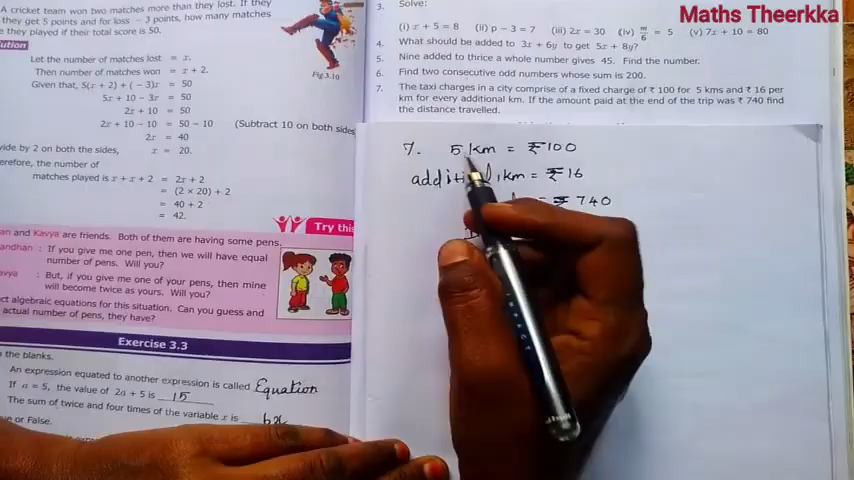 Maths Theerkka
A cricket team won two matches more than they lost. If they
they get 5 points and for loss − 3 points, how many matches
they played if their total score is 50.
ution
Let the number of matches lost = x.
Then number of matches won = x + 2.
Given that, 5(x + 2) + (− 3)x = 50
5x + 10 − 3x = 50
2x + 10 = 50
2x + 10 − 10 = 50 − 10 (Subtract 10 on both sides
2x = 40
vide by 2 on both the sides, x = 20.
erefore, the number of
matches played is x + x + 2 = 2x + 2
= (2 × 20) + 2
= 40 + 2
= 42.
Fig.3.10
Try this
an and Kavya are friends. Both of them are having some pens.
andhan : If you give me one pen, then we will have equal
number of pens. Will you?
avya : But, if you give me one of your pens, then mine
will become twice as yours. Will you?
ct algebraic equations for this situation. Can you guess and
actual number of pens, they have?
Exercise 3.3
the blanks.
An expression equated to another expression is called Equation
If a = 5, the value of 2a + 5 is 15
The sum of twice and four times of the variable x is 6x
ue or False.
3. Solve:
(i) x + 5 = 8 (ii) p − 3 = 7 (iii) 2x = 30 (iv) m/6 = 5 (v) 7x + 10 = 80
4. What should be added to 3x + 6y to get 5x + 8y?
5. Nine added to thrice a whole number gives 45. Find the number.
6. Find two consecutive odd numbers whose sum is 200.
7. The taxi charges in a city comprise of a fixed charge of ₹ 100 for 5 kms and ₹ 16 per
km for every additional km. If the amount paid at the end of the trip was ₹ 740 find
the distance travelled.
7. 5 km = ₹ 100
additional 1km = ₹ 16
= ₹ 740